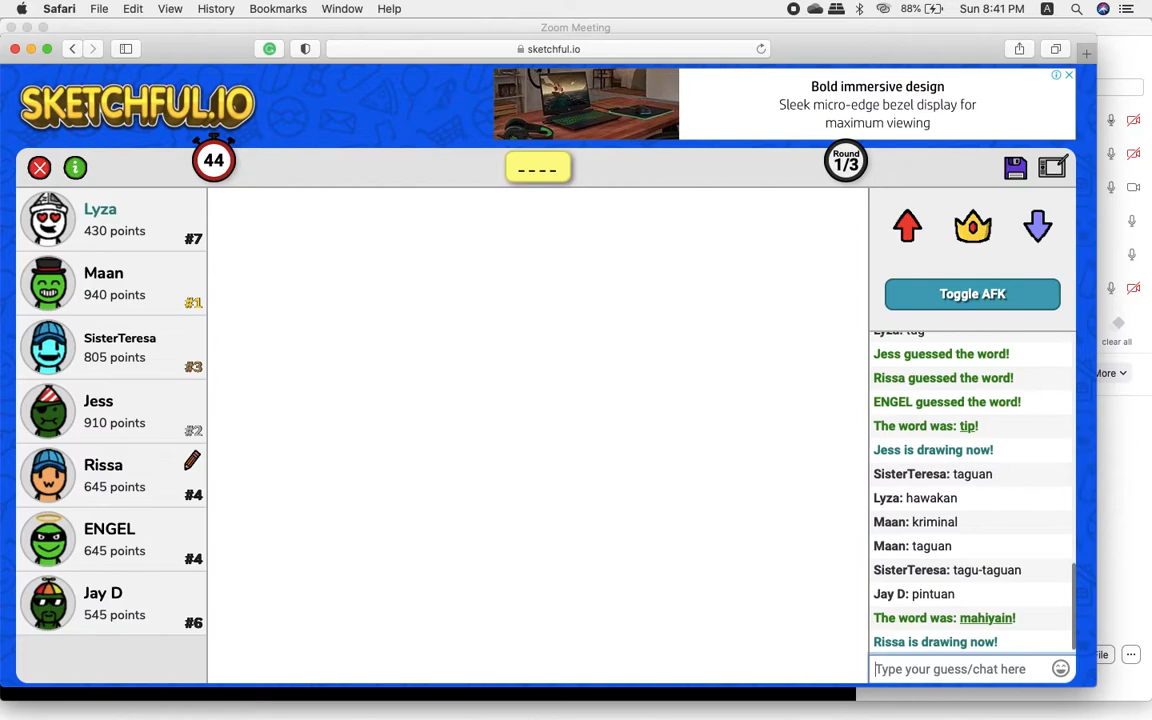 Safari File Edit View History Bookmarks Window Help 88% Sun 8:41 PM A
Zoom Meeting
sketchful.io
SKETCHFUL.IO
Bold immersive design
Sleek micro-edge bezel display for
maximum viewing
44
_ _ _ _
Round
1/3
Lyza
430 points
#7
Maan
940 points
#1
SisterTeresa
805 points
#3
Jess
910 points
#2
Rissa
645 points
#4
ENGEL
645 points
#4
Jay D
545 points
#6
Toggle AFK
Lyza: tag
Jess guessed the word!
Rissa guessed the word!
ENGEL guessed the word!
The word was: tip!
Jess is drawing now!
SisterTeresa: taguan
Lyza: hawakan
Maan: kriminal
Maan: taguan
SisterTeresa: tagu-taguan
Jay D: pintuan
The word was: mahiyain!
Rissa is drawing now!
Type your guess/chat here
clear all
More
File